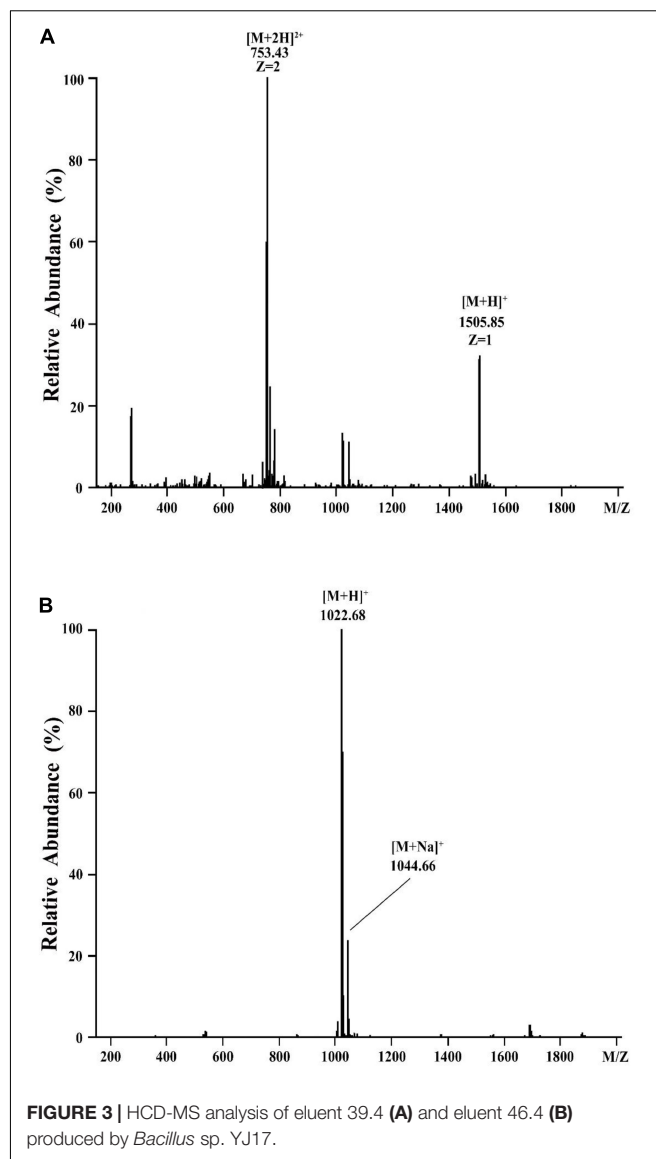 A
[M+2H]²⁺
753.43
Z=2
100
80
60
40
20
0
Relative Abundance (%)
[M+H]⁺
1505.85
Z=1
200 400 600 800 1000 1200 1400 1600 1800 M/Z
B
[M+H]⁺
1022.68
100
80
60
40
20
0
Relative Abundance (%)
[M+Na]⁺
1044.66
200 400 600 800 1000 1200 1400 1600 1800 M/Z
FIGURE 3 | HCD-MS analysis of eluent 39.4 (A) and eluent 46.4 (B)
produced by Bacillus sp. YJ17.